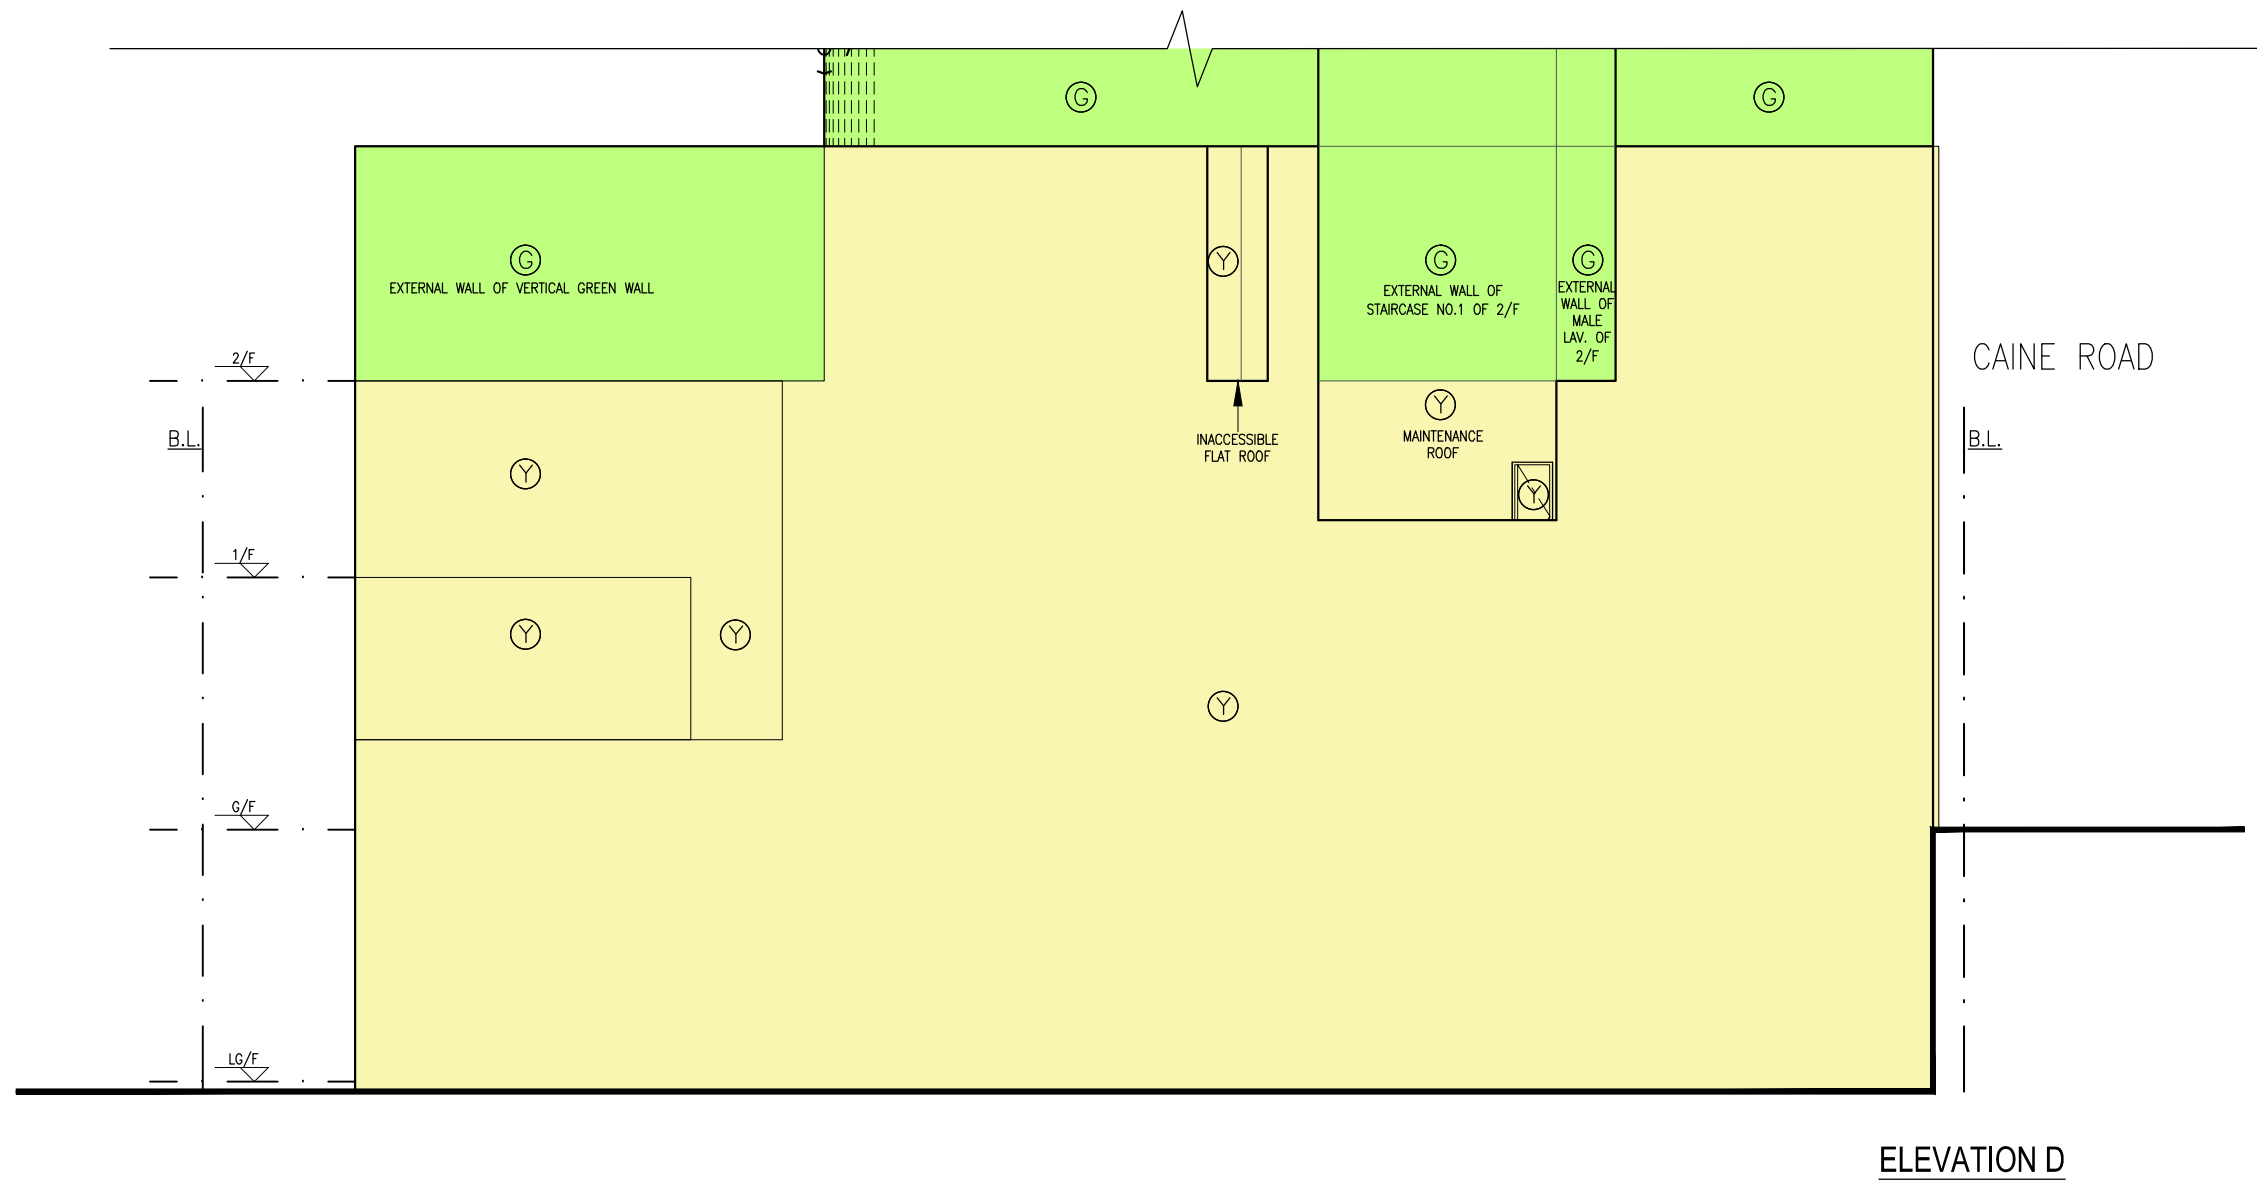 G
G
G
EXTERNAL WALL OF VERTICAL GREEN WALL
Y
G
EXTERNAL WALL OF
STAIRCASE NO.1 OF 2/F
G
EXTERNAL
WALL OF
MALE
LAV. OF
2/F
2/F
CAINE ROAD
Y
MAINTENANCE
ROOF
INACCESSIBLE
FLAT ROOF
B.L.
B.L.
Y
Y
1/F
Y
Y
Y
G/F
LG/F
ELEVATION D